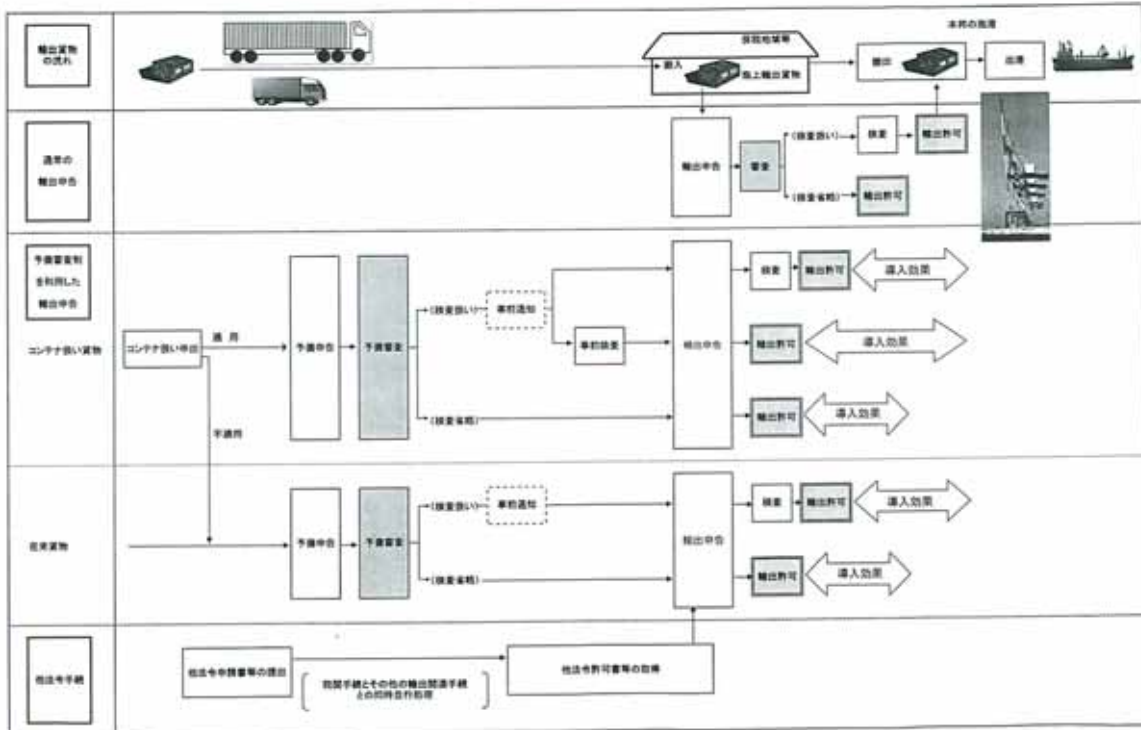 輸出貨物
の流れ
保税地域等
搬入
陸上輸出貨物
本邦の港湾
搬出
出港
通常の
輸出申告
輸出申告
審査
(検査扱い)
検査
輸出許可
(検査省略)
輸出許可
予備審査制
を利用した
輸出申告
コンテナ扱い貨物
コンテナ扱い申出
適用
不適用
予備申告
予備審査
(検査扱い)
事前通知
事前検査
(検査省略)
輸出申告
検査
輸出許可
導入効果
輸出許可
導入効果
輸出許可
導入効果
在来貨物
予備申告
予備審査
(検査扱い)
事前通知
(検査省略)
輸出申告
検査
輸出許可
導入効果
輸出許可
導入効果
他法令手続
他法令申請書等の提出
税関手続とその他の輸出関連手続
との同時並行処理
他法令許可書等の取得